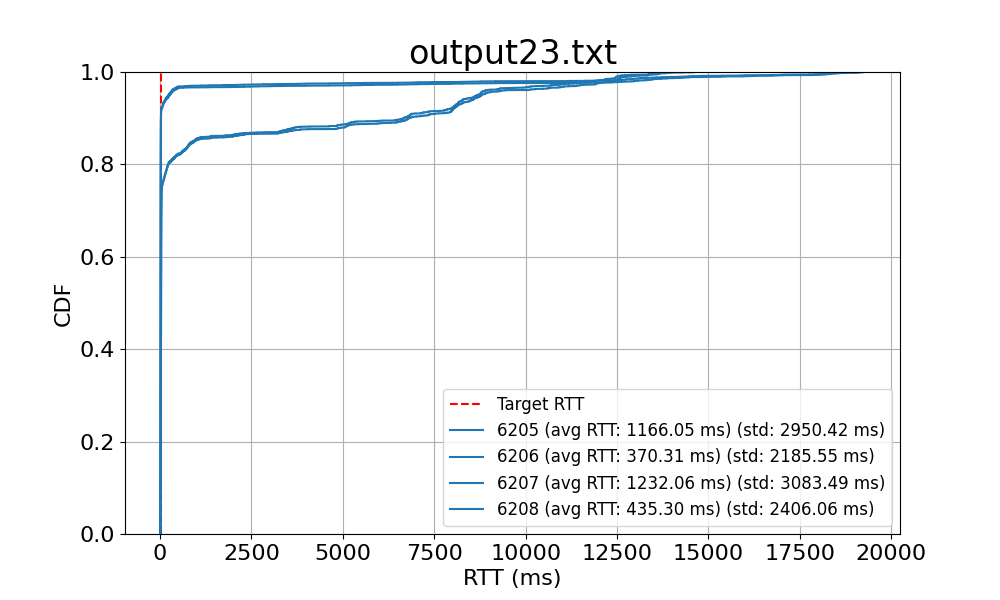 output23.txt
1.0
0.8
0.6
0.4
0.2
0.0
CDF
Target RTT
6205 (avg RTT: 1166.05 ms) (std: 2950.42 ms)
6206 (avg RTT: 370.31 ms) (std: 2185.55 ms)
6207 (avg RTT: 1232.06 ms) (std: 3083.49 ms)
6208 (avg RTT: 435.30 ms) (std: 2406.06 ms)
0 2500 5000 7500 10000 12500 15000 17500 20000
RTT (ms)